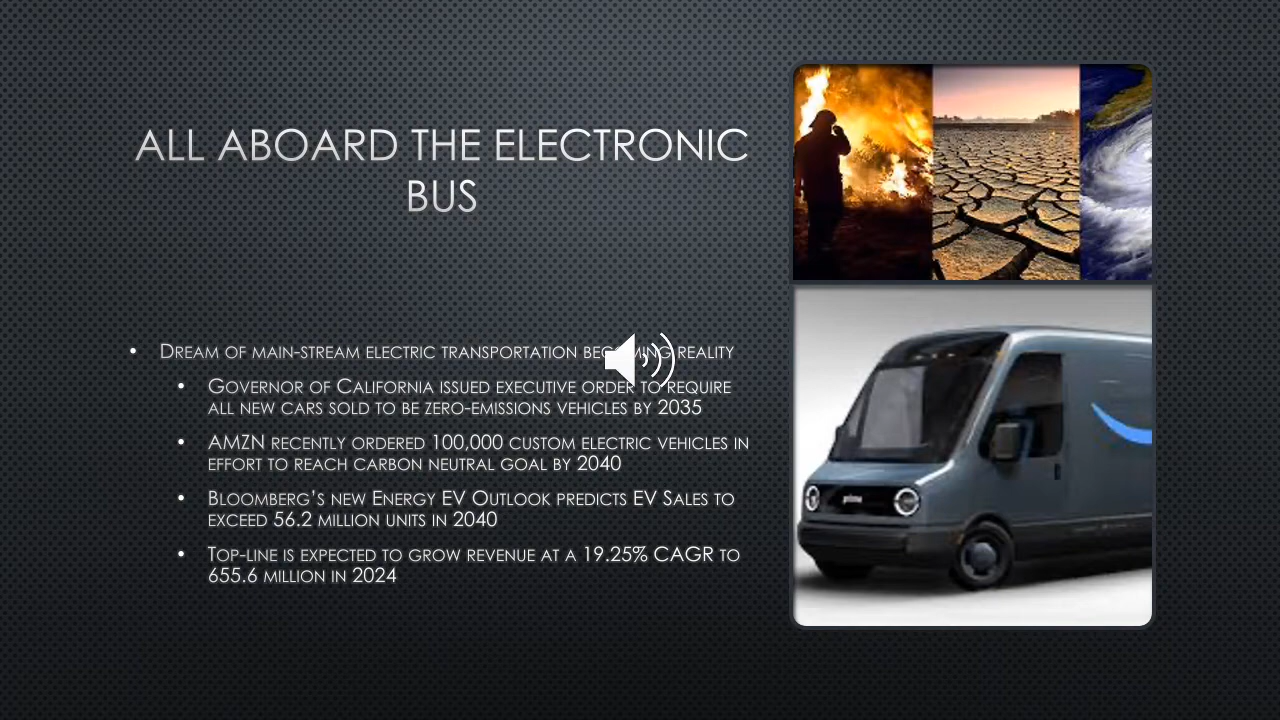 ALL ABOARD THE ELECTRONIC
BUS
• DREAM OF MAIN-STREAM ELECTRIC TRANSPORTATION BECOMING REALITY
• GOVERNOR OF CALIFORNIA ISSUED EXECUTIVE ORDER TO REQUIRE
ALL NEW CARS SOLD TO BE ZERO-EMISSIONS VEHICLES BY 2035
• AMZN RECENTLY ORDERED 100,000 CUSTOM ELECTRIC VEHICLES IN
EFFORT TO REACH CARBON NEUTRAL GOAL BY 2040
• BLOOMBERG’S NEW ENERGY EV OUTLOOK PREDICTS EV SALES TO
EXCEED 56.2 MILLION UNITS IN 2040
• TOP-LINE IS EXPECTED TO GROW REVENUE AT A 19.25% CAGR TO
655.6 MILLION IN 2024